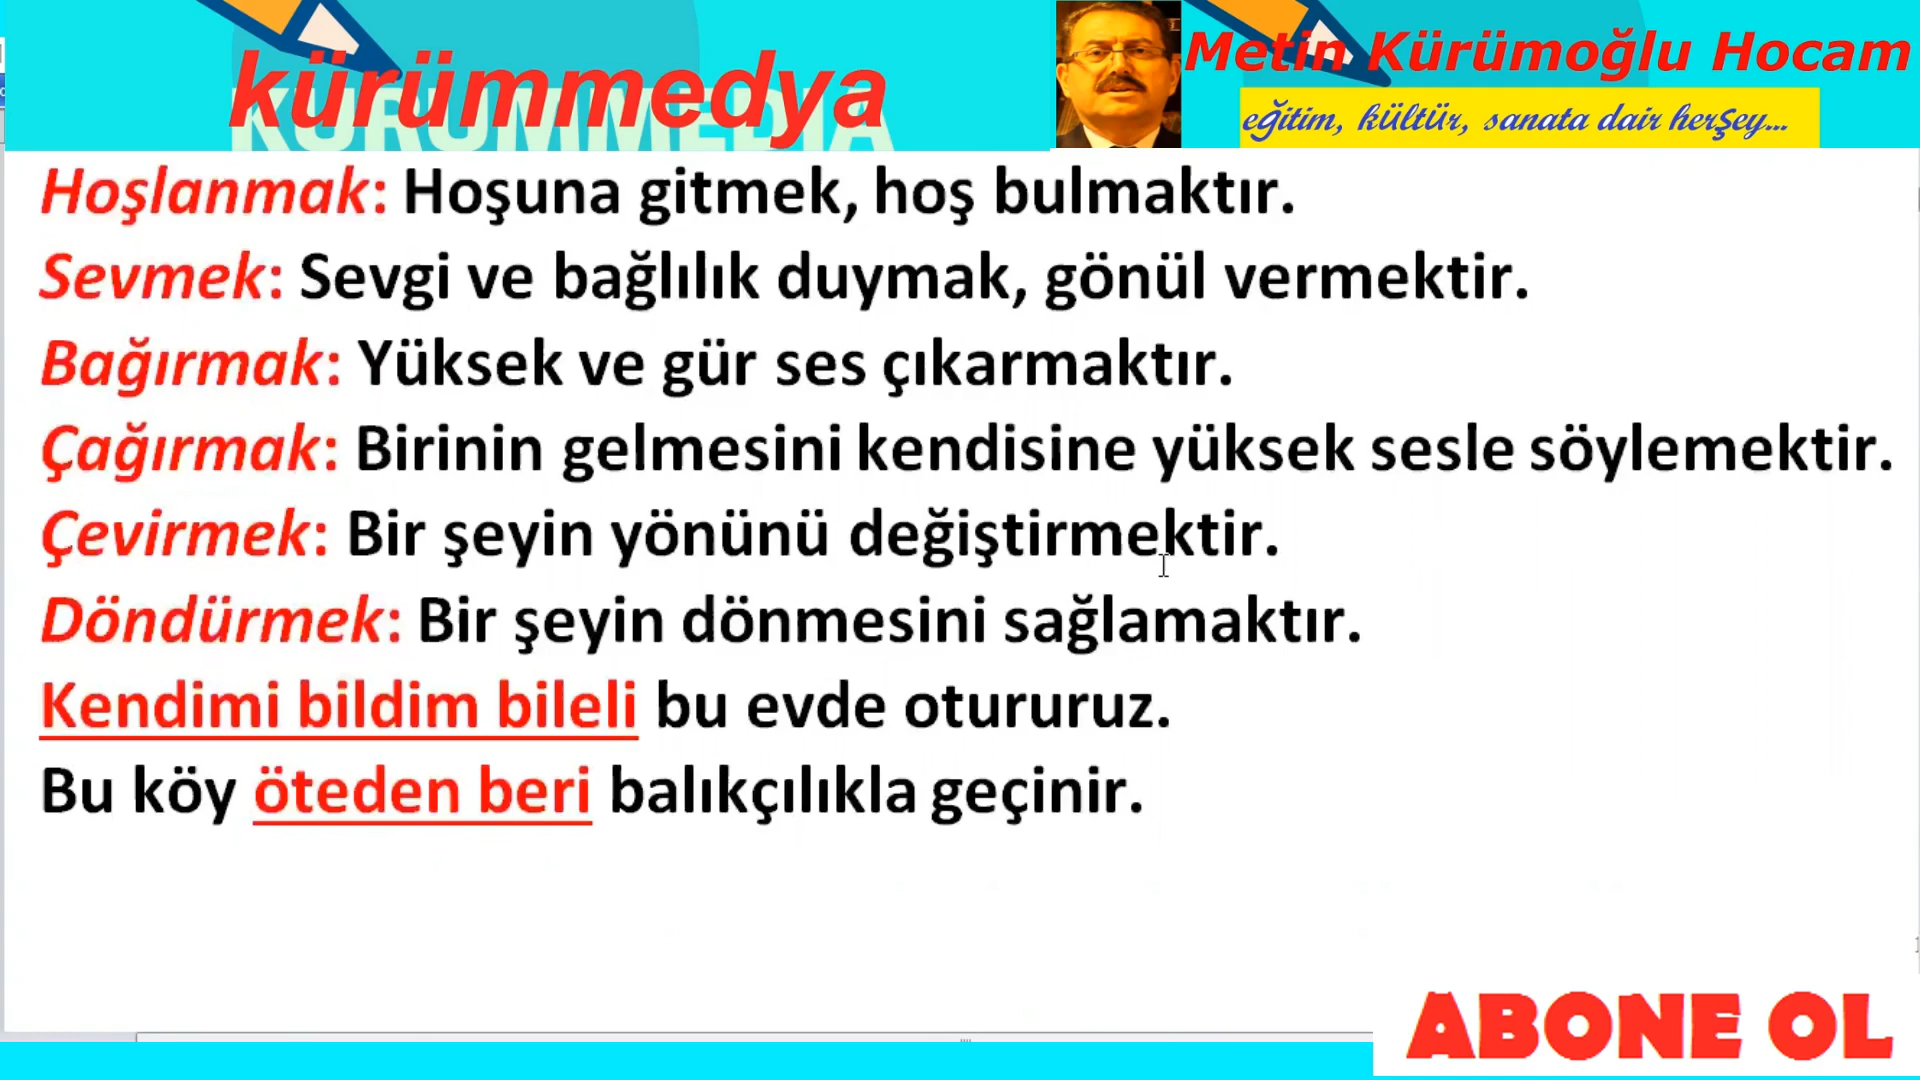 kürümmedya
KÜRÜMMEDIA
Metin Kürümoğlu Hocam
eğitim, kültür, sanata dair herşey...
Hoşlanmak: Hoşuna gitmek, hoş bulmaktır.
Sevmek: Sevgi ve bağlılık duymak, gönül vermektir.
Bağırmak: Yüksek ve gür ses çıkarmaktır.
Çağırmak: Birinin gelmesini kendisine yüksek sesle söylemektir.
Çevirmek: Bir şeyin yönünü değiştirmektir.
Döndürmek: Bir şeyin dönmesini sağlamaktır.
Kendimi bildim bileli bu evde otururuz.
Bu köy öteden beri balıkçılıkla geçinir.
ABONE OL